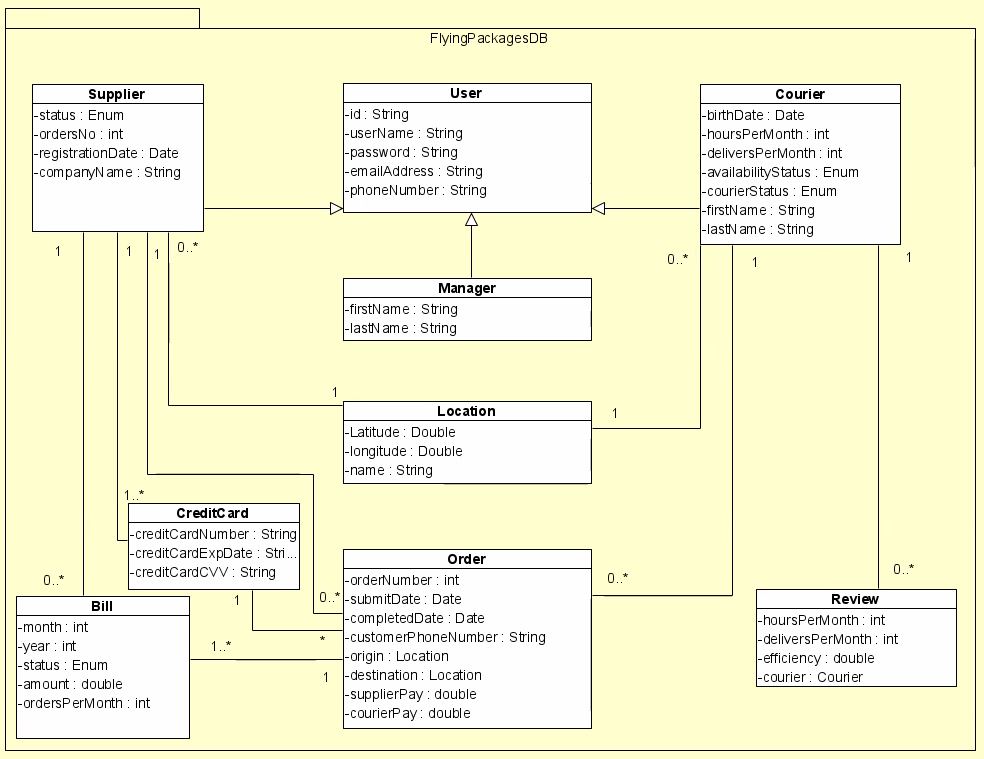 FlyingPackagesDB
Supplier
-status : Enum
-ordersNo : int
-registrationDate : Date
-companyName : String
User
-id : String
-userName : String
-password : String
-emailAddress : String
-phoneNumber : String
Courier
-birthDate : Date
-hoursPerMonth : int
-deliversPerMonth : int
-availabilityStatus : Enum
-courierStatus : Enum
-firstName : String
-lastName : String
1
1
1
0..*
0..*
1
1
Manager
-firstName : String
-lastName : String
1
1
Location
-Latitude : Double
-longitude : Double
-name : String
1..*
CreditCard
-creditCardNumber : String
-creditCardExpDate : Stri...
-creditCardCVV : String
0..*
1
0..*
*
1..*
1
Bill
-month : int
-year : int
-status : Enum
-amount : double
-ordersPerMonth : int
Order
-orderNumber : int
-submitDate : Date
-completedDate : Date
-customerPhoneNumber : String
-origin : Location
-destination : Location
-supplierPay : double
-courierPay : double
0..*
0..*
Review
-hoursPerMonth : int
-deliversPerMonth : int
-efficiency : double
-courier : Courier